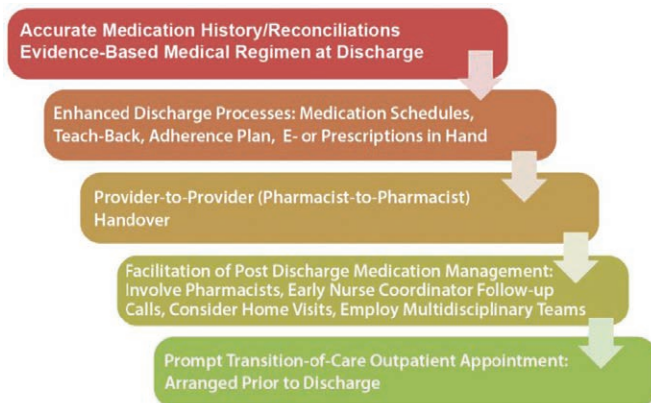 Accurate Medication History/Reconciliations
Evidence-Based Medical Regimen at Discharge
Enhanced Discharge Processes: Medication Schedules,
Teach-Back, Adherence Plan, E- or Prescriptions in Hand
Provider-to-Provider (Pharmacist-to-Pharmacist)
Handover
Facilitation of Post Discharge Medication Management:
Involve Pharmacists, Early Nurse Coordinator Follow-up
Calls, Consider Home Visits, Employ Multidisciplinary Teams
Prompt Transition-of-Care Outpatient Appointment:
Arranged Prior to Discharge